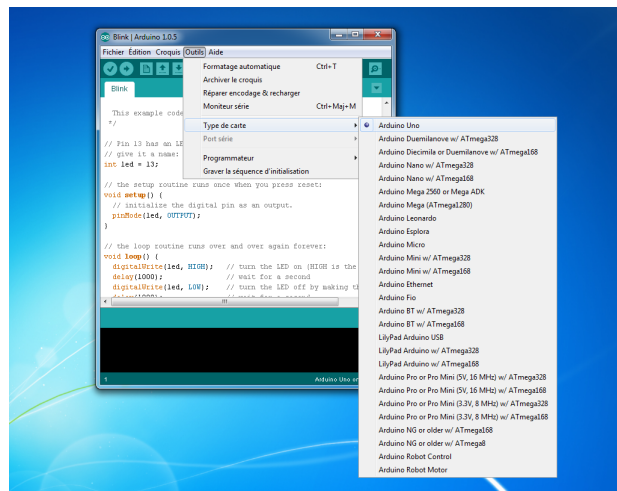 Blink | Arduino 1.0.5
Fichier Édition Croquis Outils Aide
Blink
Formatage automatique Ctrl+T
Archiver le croquis
Réparer encodage & recharger
Moniteur série Ctrl+Maj+M
Type de carte
Port série
Programmateur
Graver la séquence d'initialisation
This example code
*/
// Pin 13 has an LE
// give it a name:
int led = 13;
// the setup routine runs once when you press reset:
void setup() {
// initialize the digital pin as an output.
pinMode(led, OUTPUT);
}
// the loop routine runs over and over again forever:
void loop() {
digitalWrite(led, HIGH); // turn the LED on (HIGH is the
delay(1000); // wait for a second
digitalWrite(led, LOW); // turn the LED off by making th
delay(1000); // wait for a second
1 Arduino Uno on
Arduino Uno
Arduino Duemilanove w/ ATmega328
Arduino Diecimila or Duemilanove w/ ATmega168
Arduino Nano w/ ATmega328
Arduino Nano w/ ATmega168
Arduino Mega 2560 or Mega ADK
Arduino Mega (ATmega1280)
Arduino Leonardo
Arduino Esplora
Arduino Micro
Arduino Mini w/ ATmega328
Arduino Mini w/ ATmega168
Arduino Ethernet
Arduino Fio
Arduino BT w/ ATmega328
Arduino BT w/ ATmega168
LilyPad Arduino USB
LilyPad Arduino w/ ATmega328
LilyPad Arduino w/ ATmega168
Arduino Pro or Pro Mini (5V, 16 MHz) w/ ATmega328
Arduino Pro or Pro Mini (5V, 16 MHz) w/ ATmega168
Arduino Pro or Pro Mini (3.3V, 8 MHz) w/ ATmega328
Arduino Pro or Pro Mini (3.3V, 8 MHz) w/ ATmega168
Arduino NG or older w/ ATmega168
Arduino NG or older w/ ATmega8
Arduino Robot Control
Arduino Robot Motor